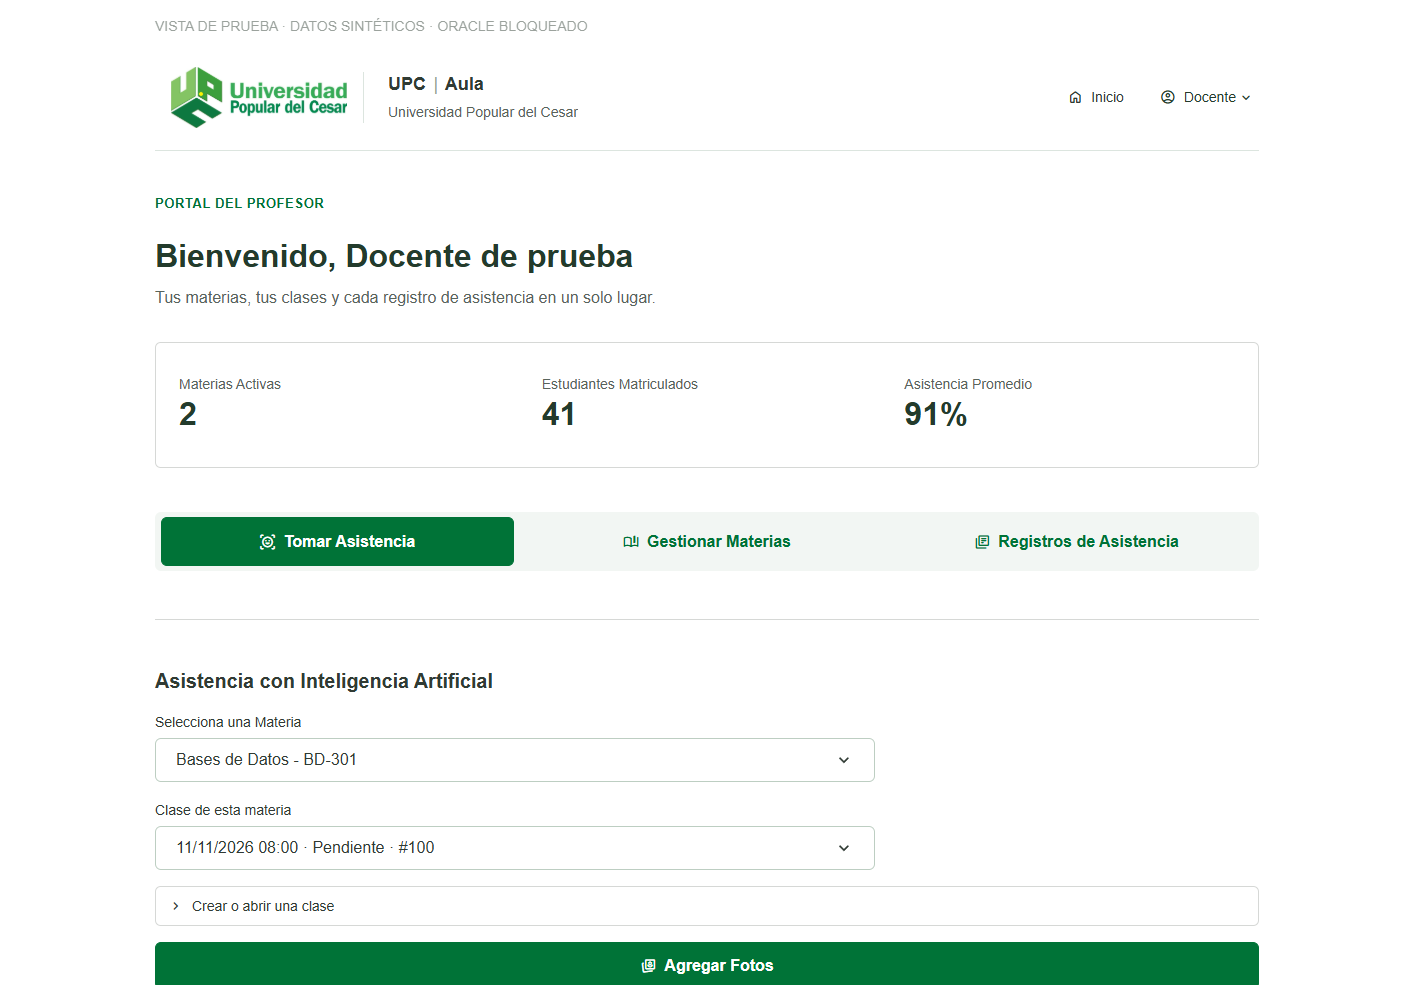 VISTA DE PRUEBA · DATOS SINTÉTICOS · ORACLE BLOQUEADO
Universidad
Popular del Cesar
UPC | Aula
Universidad Popular del Cesar
Inicio
Docente
PORTAL DEL PROFESOR
Bienvenido, Docente de prueba
Tus materias, tus clases y cada registro de asistencia en un solo lugar.
Materias Activas
2
Estudiantes Matriculados
41
Asistencia Promedio
91%
Tomar Asistencia
Gestionar Materias
Registros de Asistencia
Asistencia con Inteligencia Artificial
Selecciona una Materia
Bases de Datos - BD-301
Clase de esta materia
11/11/2026 08:00 · Pendiente · #100
Crear o abrir una clase
Agregar Fotos